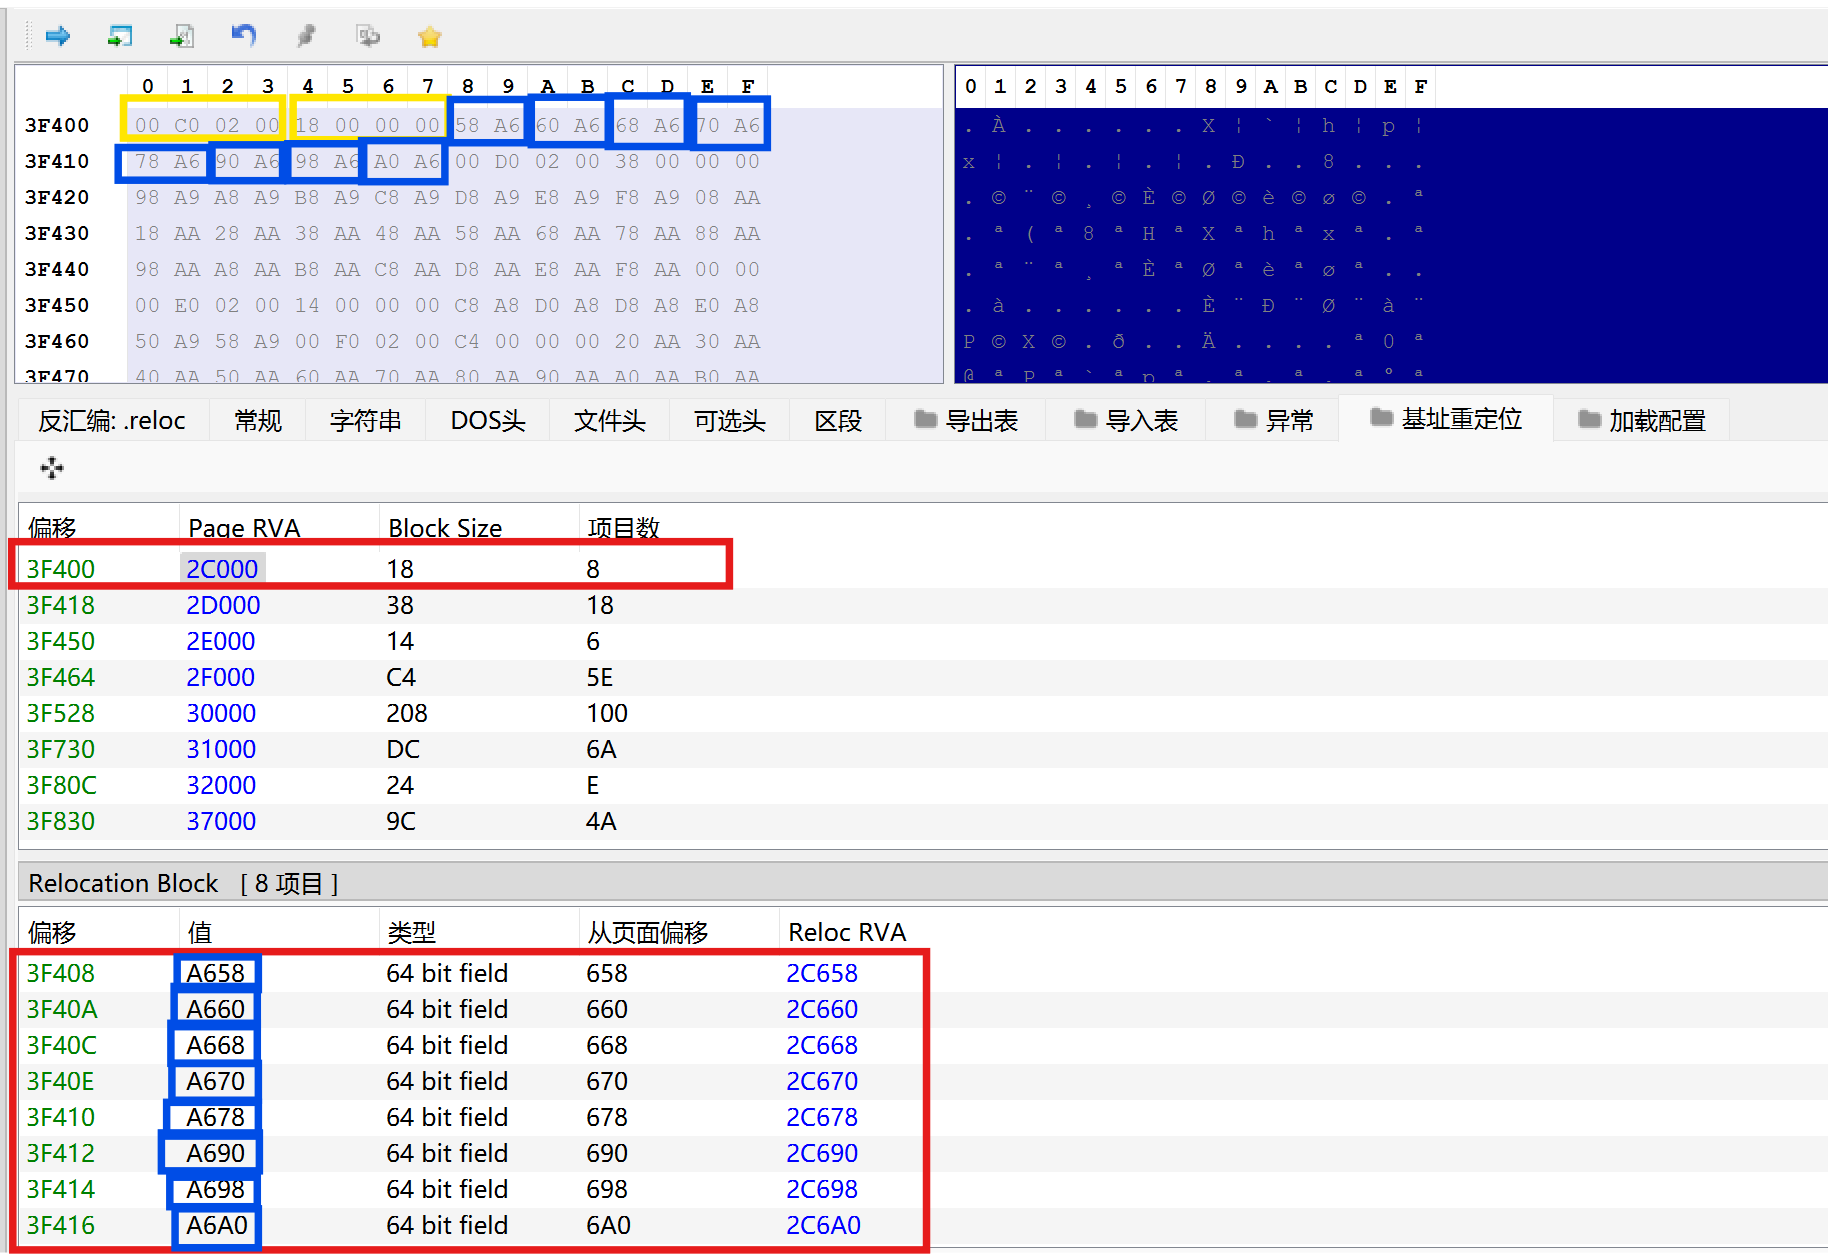 0 1 2 3 4 5 6 7 8 9 A B C D E F
3F400 00 C0 02 00 18 00 00 00 58 A6 60 A6 68 A6 70 A6
3F410 78 A6 90 A6 98 A6 A0 A6 00 D0 02 00 38 00 00 00
3F420 98 A9 A8 A9 B8 A9 C8 A9 D8 A9 E8 A9 F8 A9 08 AA
3F430 18 AA 28 AA 38 AA 48 AA 58 AA 68 AA 78 AA 88 AA
3F440 98 AA A8 AA B8 AA C8 AA D8 AA E8 AA F8 AA 00 00
3F450 00 E0 02 00 14 00 00 00 C8 A8 D0 A8 D8 A8 E0 A8
3F460 50 A9 58 A9 00 F0 02 00 C4 00 00 00 20 AA 30 AA
3F470 40 AA 50 AA 60 AA 70 AA 80 AA 90 AA A0 AA B0 AA
0 1 2 3 4 5 6 7 8 9 A B C D E F
. À . . . . . . X ¦ ` ¦ h ¦ p ¦
x ¦ . ¦ . ¦ . ¦ . Ð . . 8 . . .
. © ¨ © ¸ © È © Ø © è © ø © . ª
. ª ( ª 8 ª H ª X ª h ª x ª . ª
. ª ¨ ª ¸ ª È ª Ø ª è ª ø ª . .
. à . . . . . . È ¨ Ð ¨ Ø ¨ à ¨
P © X © . ð . . Ä . . . . ª 0 ª
@ ª P ª ` ª p ª . ª . ª . ª ° ª
反汇编: .reloc 常规 字符串 DOS头 文件头 可选头 区段 导出表 导入表 异常 基址重定位 加载配置
偏移 Page RVA Block Size 项目数
3F400 2C000 18 8
3F418 2D000 38 18
3F450 2E000 14 6
3F464 2F000 C4 5E
3F528 30000 208 100
3F730 31000 DC 6A
3F80C 32000 24 E
3F830 37000 9C 4A
Relocation Block [ 8 项目 ]
偏移 值 类型 从页面偏移 Reloc RVA
3F408 A658 64 bit field 658 2C658
3F40A A660 64 bit field 660 2C660
3F40C A668 64 bit field 668 2C668
3F40E A670 64 bit field 670 2C670
3F410 A678 64 bit field 678 2C678
3F412 A690 64 bit field 690 2C690
3F414 A698 64 bit field 698 2C698
3F416 A6A0 64 bit field 6A0 2C6A0